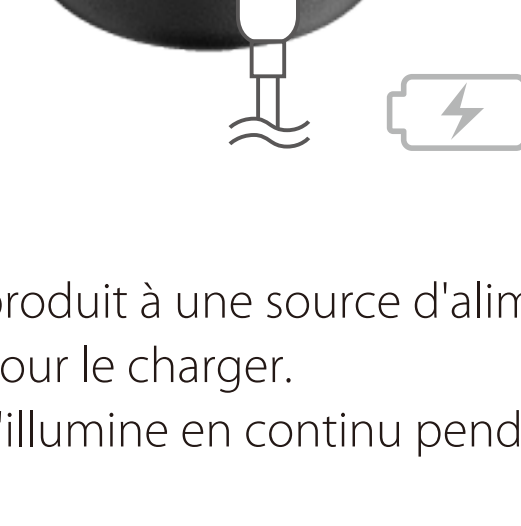 produit à une source d'alim
our le charger.
'illumine en continu pend